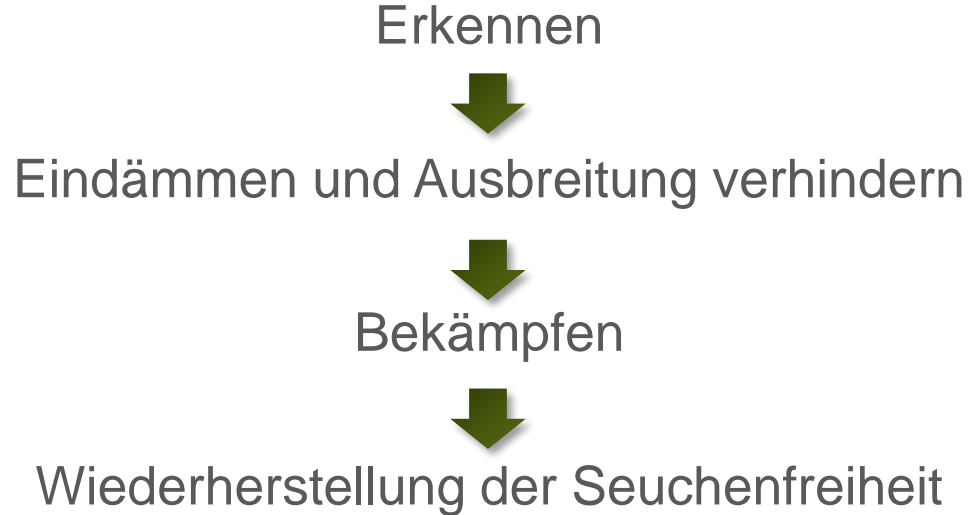 Erkennen
Eindämmen und Ausbreitung verhindern
Bekämpfen
Wiederherstellung der Seuchenfreiheit